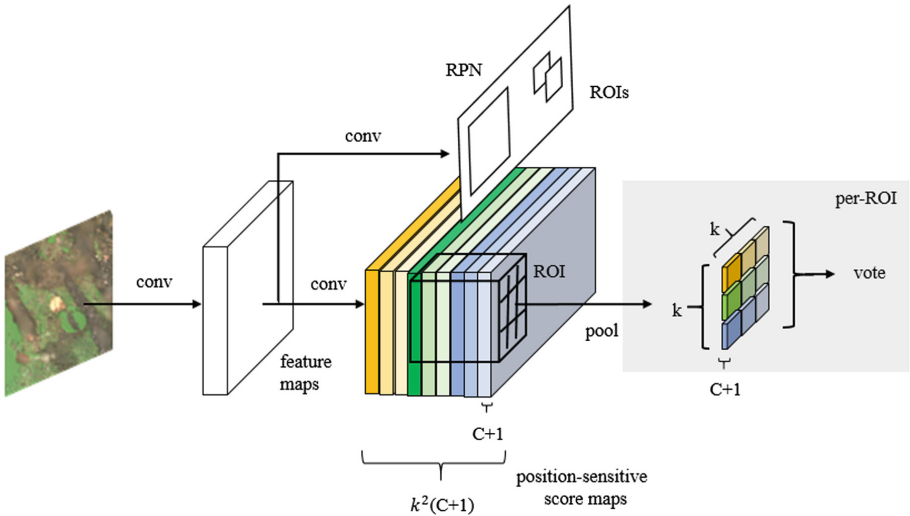 RPN
ROIs
conv
per-ROI
k
conv
conv
ROI
k
vote
pool
feature
maps
C+1
C+1
k²(C+1)
position-sensitive
score maps